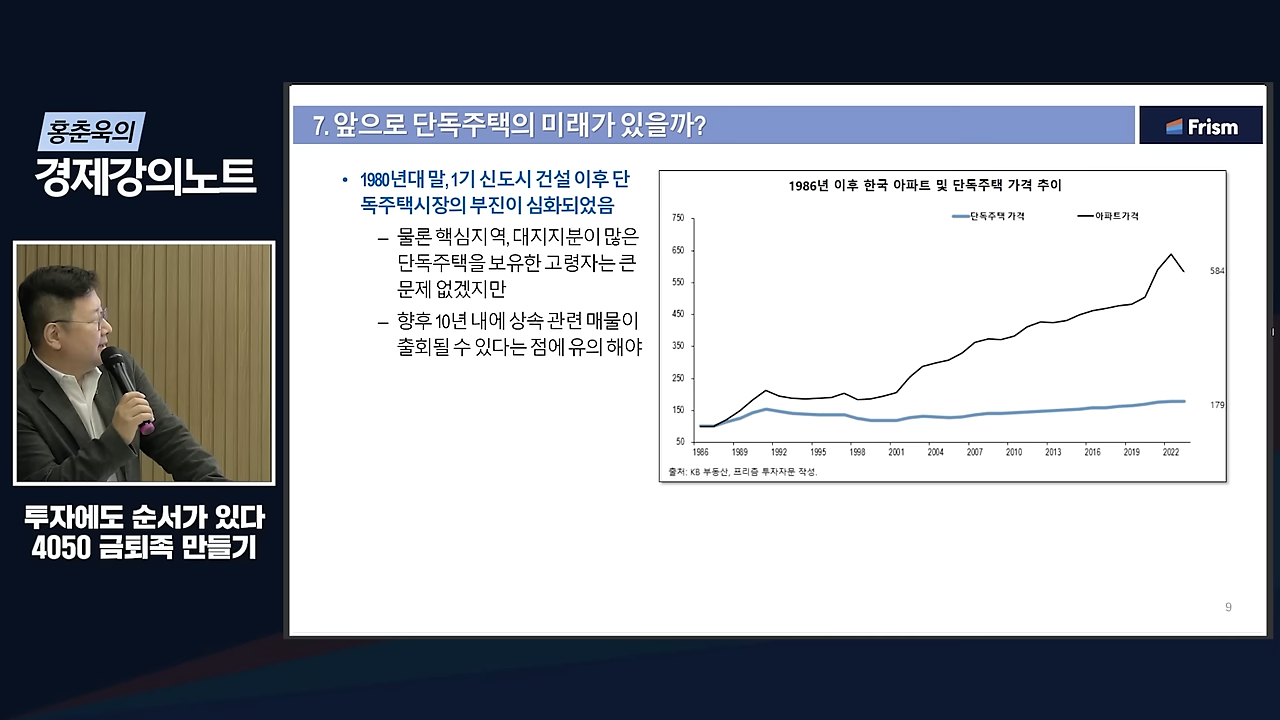 홍춘욱의
경제강의노트
투자에도 순서가 있다
4050 금퇴족 만들기
7. 앞으로 단독주택의 미래가 있을까?
Frism
• 1980년대 말, 1기 신도시 건설 이후 단
독주택시장의 부진이 심화되었음
– 물론 핵심지역, 대지지분이 많은
단독주택을 보유한 고령자는 큰
문제 없겠지만
– 향후 10년 내에 상속 관련 매물이
출회될 수 있다는 점에 유의 해야
1986년 이후 한국 아파트 및 단독주택 가격 추이
단독주택 가격 아파트가격
750
650
550
450
350
250
150
50
584
179
1986 1989 1992 1995 1998 2001 2004 2007 2010 2013 2016 2019 2022
출처: KB 부동산, 프리즘 투자자문 작성.
9